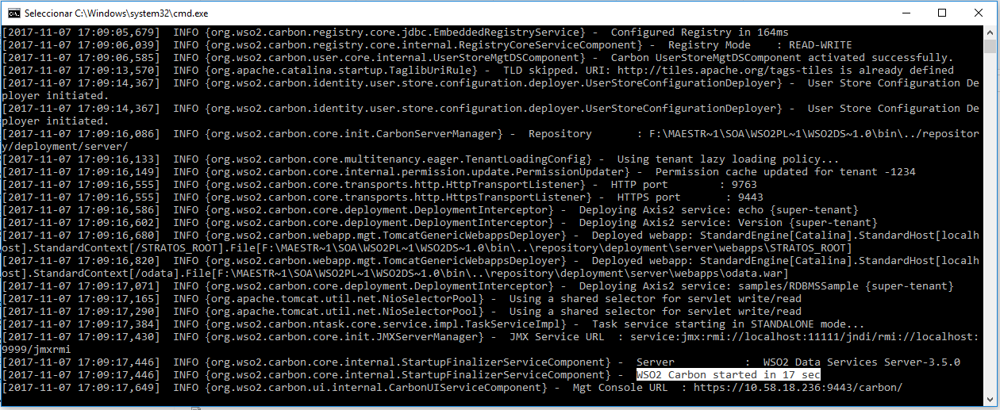 Seleccionar C:\Windows\system32\cmd.exe
[2017-11-07 17:09:05,679]  INFO {org.wso2.carbon.registry.core.jdbc.EmbeddedRegistryService} -  Configured Registry in 164ms
[2017-11-07 17:09:06,039]  INFO {org.wso2.carbon.registry.core.internal.RegistryCoreServiceComponent} -  Registry Mode    : READ-WRITE
[2017-11-07 17:09:06,585]  INFO {org.wso2.carbon.user.core.internal.UserStoreMgtDSComponent} -  Carbon UserStoreMgtDSComponent activated successfully.
[2017-11-07 17:09:13,570]  INFO {org.apache.catalina.startup.TaglibUriRule} -  TLD skipped. URI: http://tiles.apache.org/tags-tiles is already defined
[2017-11-07 17:09:14,367]  INFO {org.wso2.carbon.identity.user.store.configuration.deployer.UserStoreConfigurationDeployer} -  User Store Configuration De
ployer initiated.
[2017-11-07 17:09:14,367]  INFO {org.wso2.carbon.identity.user.store.configuration.deployer.UserStoreConfigurationDeployer} -  User Store Configuration De
ployer initiated.
[2017-11-07 17:09:16,086]  INFO {org.wso2.carbon.core.init.CarbonServerManager} -  Repository       : F:\MAESTR~1\SOA\WSO2PL~1\WSO2DS~1.0\bin\../repositor
y/deployment/server/
[2017-11-07 17:09:16,133]  INFO {org.wso2.carbon.core.multitenancy.eager.TenantLoadingConfig} -  Using tenant lazy loading policy...
[2017-11-07 17:09:16,149]  INFO {org.wso2.carbon.core.internal.permission.update.PermissionUpdater} -  Permission cache updated for tenant -1234
[2017-11-07 17:09:16,555]  INFO {org.wso2.carbon.core.transports.http.HttpTransportListener} -  HTTP port        : 9763
[2017-11-07 17:09:16,555]  INFO {org.wso2.carbon.core.transports.http.HttpsTransportListener} -  HTTPS port       : 9443
[2017-11-07 17:09:16,586]  INFO {org.wso2.carbon.core.deployment.DeploymentInterceptor} -  Deploying Axis2 service: echo {super-tenant}
[2017-11-07 17:09:16,602]  INFO {org.wso2.carbon.core.deployment.DeploymentInterceptor} -  Deploying Axis2 service: Version {super-tenant}
[2017-11-07 17:09:16,680]  INFO {org.wso2.carbon.webapp.mgt.TomcatGenericWebappsDeployer} -  Deployed webapp: StandardEngine[Catalina].StandardHost[localh
ost].StandardContext[/STRATOS_ROOT].File[F:\MAESTR~1\SOA\WSO2PL~1\WSO2DS~1.0\bin\..\repository\deployment\server\webapps\STRATOS_ROOT]
[2017-11-07 17:09:16,820]  INFO {org.wso2.carbon.webapp.mgt.TomcatGenericWebappsDeployer} -  Deployed webapp: StandardEngine[Catalina].StandardHost[localh
ost].StandardContext[/odata].File[F:\MAESTR~1\SOA\WSO2PL~1\WSO2DS~1.0\bin\..\repository\deployment\server\webapps\odata.war]
[2017-11-07 17:09:17,071]  INFO {org.wso2.carbon.core.deployment.DeploymentInterceptor} -  Deploying Axis2 service: samples/RDBMSSample {super-tenant}
[2017-11-07 17:09:17,165]  INFO {org.apache.tomcat.util.net.NioSelectorPool} -  Using a shared selector for servlet write/read
[2017-11-07 17:09:17,290]  INFO {org.apache.tomcat.util.net.NioSelectorPool} -  Using a shared selector for servlet write/read
[2017-11-07 17:09:17,384]  INFO {org.wso2.carbon.ntask.core.service.impl.TaskServiceImpl} -  Task service starting in STANDALONE mode...
[2017-11-07 17:09:17,430]  INFO {org.wso2.carbon.core.init.JMXServerManager} -  JMX Service URL  : service:jmx:rmi://localhost:11111/jndi/rmi://localhost:
9999/jmxrmi
[2017-11-07 17:09:17,446]  INFO {org.wso2.carbon.core.internal.StartupFinalizerServiceComponent} -  Server           :  WSO2 Data Services Server-3.5.0
[2017-11-07 17:09:17,446]  INFO {org.wso2.carbon.core.internal.StartupFinalizerServiceComponent} -  WSO2 Carbon started in 17 sec
[2017-11-07 17:09:17,649]  INFO {org.wso2.carbon.ui.internal.CarbonUIServiceComponent} -  Mgt Console URL  : https://10.58.18.236:9443/carbon/